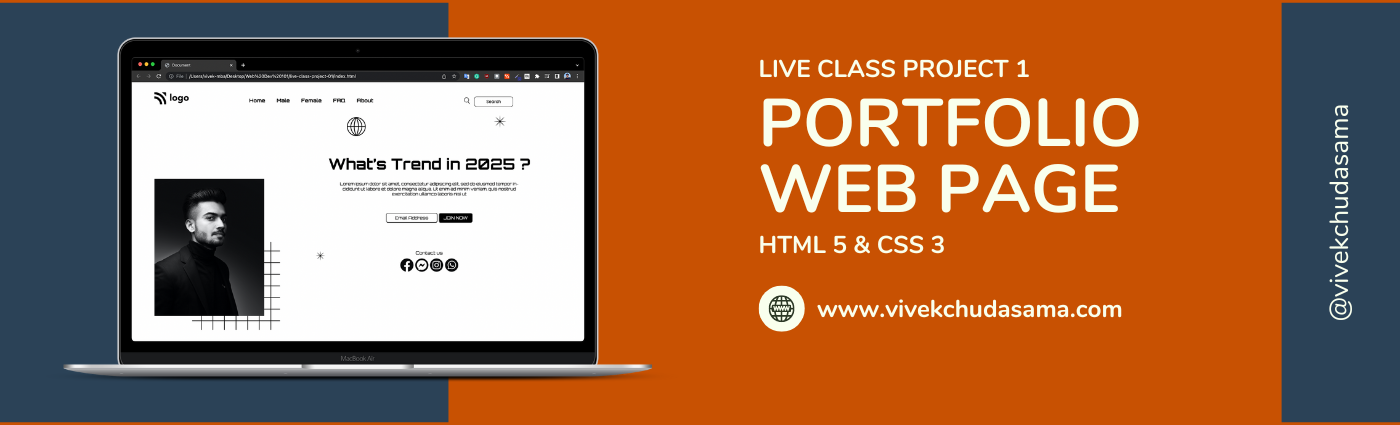 Document
File | /Users/vivek-mba/Desktop/Web%20Dev%20101/live-class-project-01/index.html
logo
Home Male Female FAQ About
Search
What's Trend in 2025 ?
Lorem ipsum dolor sit amet, consectetur adipiscing elit, sed do eiusmod tempor in-
cididunt ut labore et dolore magna aliqua. Ut enim ad minim veniam, quis nostrud
exercitation ullamco laboris nisi ut
Email Address JOIN NOW
Contact us
MacBook Air
LIVE CLASS PROJECT 1
PORTFOLIO
WEB PAGE
HTML 5 & CSS 3
WWW
www.vivekchudasama.com
@vivekchudasama